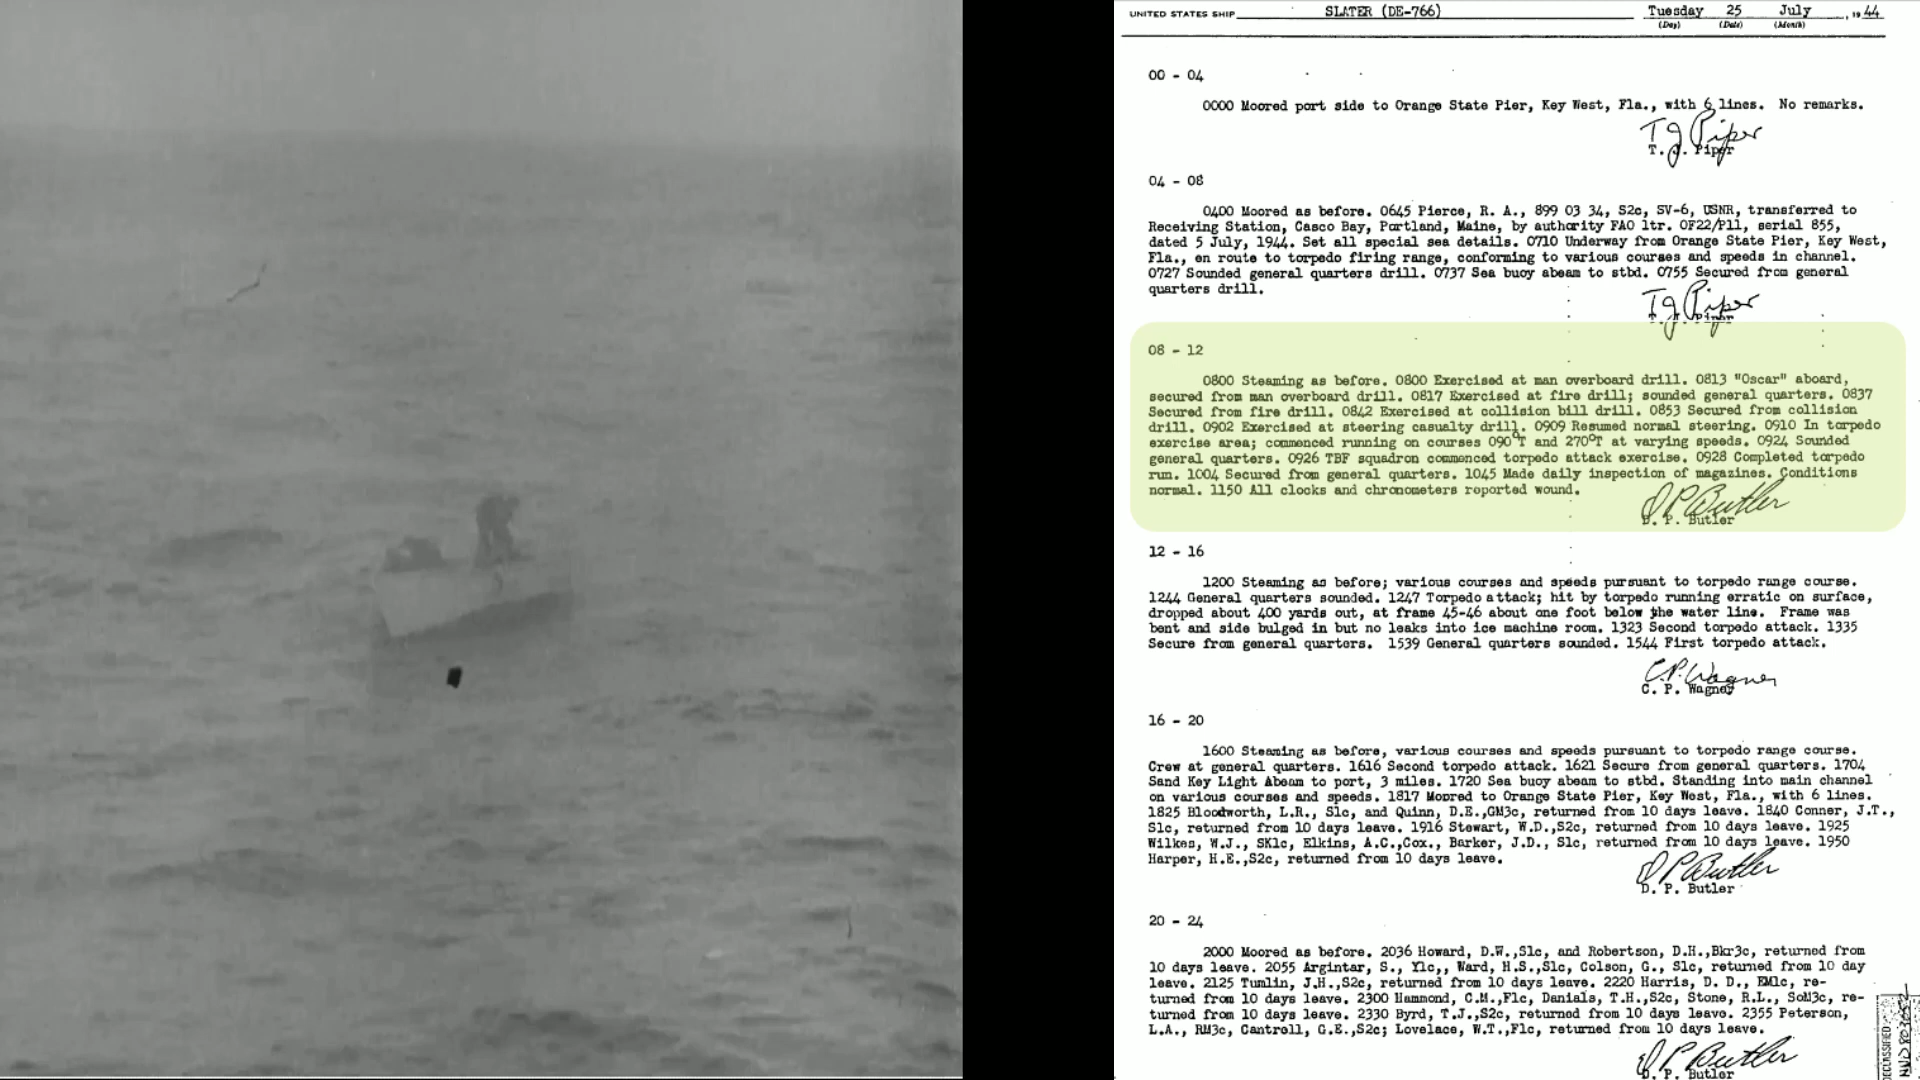 UNITED STATES SHIP SLATER (DE-766) Tuesday 25 July , 19 44
(Day) (Date) (Month)
00 - 04
0000 Moored port side to Orange State Pier, Key West, Fla., with 6 lines. No remarks.
T J Piper
T. J. Piper
04 - 08
0400 Moored as before. 0645 Pierce, R. A., 899 03 34, S2c, SV-6, USNR, transferred to
Receiving Station, Casco Bay, Portland, Maine, by authority FAO ltr. OF22/P11, serial 855,
dated 5 July, 1944. Set all special sea details. 0710 Underway from Orange State Pier, Key West,
Fla., en route to torpedo firing range, conforming to various courses and speeds in channel.
0727 Sounded general quarters drill. 0737 Sea buoy abeam to stbd. 0755 Secured from general
quarters drill.
T J Piper
T. J. Piper
08 - 12
0800 Steaming as before. 0800 Exercised at man overboard drill. 0813 "Oscar" aboard,
secured from man overboard drill. 0817 Exercised at fire drill; sounded general quarters. 0837
Secured from fire drill. 0842 Exercised at collision bill drill. 0853 Secured from collision
drill. 0902 Exercised at steering casualty drill. 0909 Resumed normal steering. 0910 In torpedo
exercise area; commenced running on courses 090°T and 270°T at varying speeds. 0924 Sounded
general quarters. 0926 TBF squadron commenced torpedo attack exercise. 0928 Completed torpedo
run. 1004 Secured from general quarters. 1045 Made daily inspection of magazines. Conditions
normal. 1150 All clocks and chronometers reported wound.
D P Butler
D. P. Butler
12 - 16
1200 Steaming as before; various courses and speeds pursuant to torpedo range course.
1244 General quarters sounded. 1247 Torpedo attack; hit by torpedo running erratic on surface,
dropped about 400 yards out, at frame 45-46 about one foot below the water line. Frame was
bent and side bulged in but no leaks into ice machine room. 1323 Second torpedo attack. 1335
Secure from general quarters. 1539 General quarters sounded. 1544 First torpedo attack.
C. P. Wagner
C. P. Wagner
16 - 20
1600 Steaming as before, various courses and speeds pursuant to torpedo range course.
Crew at general quarters. 1616 Second torpedo attack. 1621 Secure from general quarters. 1704
Sand Key Light Abeam to port, 3 miles. 1720 Sea buoy abeam to stbd. Standing into main channel
on various courses and speeds. 1817 Moored to Orange State Pier, Key West, Fla., with 6 lines.
1825 Bloodworth, L.R., S1c, and Quinn, D.E.,GM3c, returned from 10 days leave. 1840 Conner, J.T.,
S1c, returned from 10 days leave. 1916 Stewart, W.D.,S2c, returned from 10 days leave. 1925
Wilkes, W.J., SK1c, Elkins, A.C.,Cox., Barker, J.D., S1c, returned from 10 days leave. 1950
Harper, H.E.,S2c, returned from 10 days leave.
D P Butler
D. P. Butler
20 - 24
2000 Moored as before. 2036 Howard, D.W.,S1c, and Robertson, D.H.,Bkr3c, returned from
10 days leave. 2055 Argintar, S., Y1c,, Ward, H.S.,S1c, Colson, G., S1c, returned from 10 day
leave. 2125 Tumlin, J.H.,S2c, returned from 10 days leave. 2220 Harris, D. D., EM1c, re-
turned from 10 days leave. 2300 Hammond, C.M.,F1c, Danials, T.H.,S2c, Stone, R.L., SoM3c, re-
turned from 10 days leave. 2330 Byrd, T.J.,S2c, returned from 10 days leave. 2355 Peterson,
L.A., RM3c, Cantrell, G.E.,S2c; Lovelace, W.T.,F1c, returned from 10 days leave.
D P Butler
DECLASSIFIED